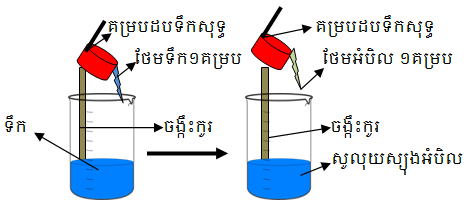 គម្របដបទឹកសុទ្ធ
ថែមទឹក១គម្រប
ទឹក
ចង្កឹះកូរ
គម្របដបទឹកសុទ្ធ
ថែមអំបិល ១គម្រប
ចង្កឹះកូរ
សូលុយស្យុងអំបិល